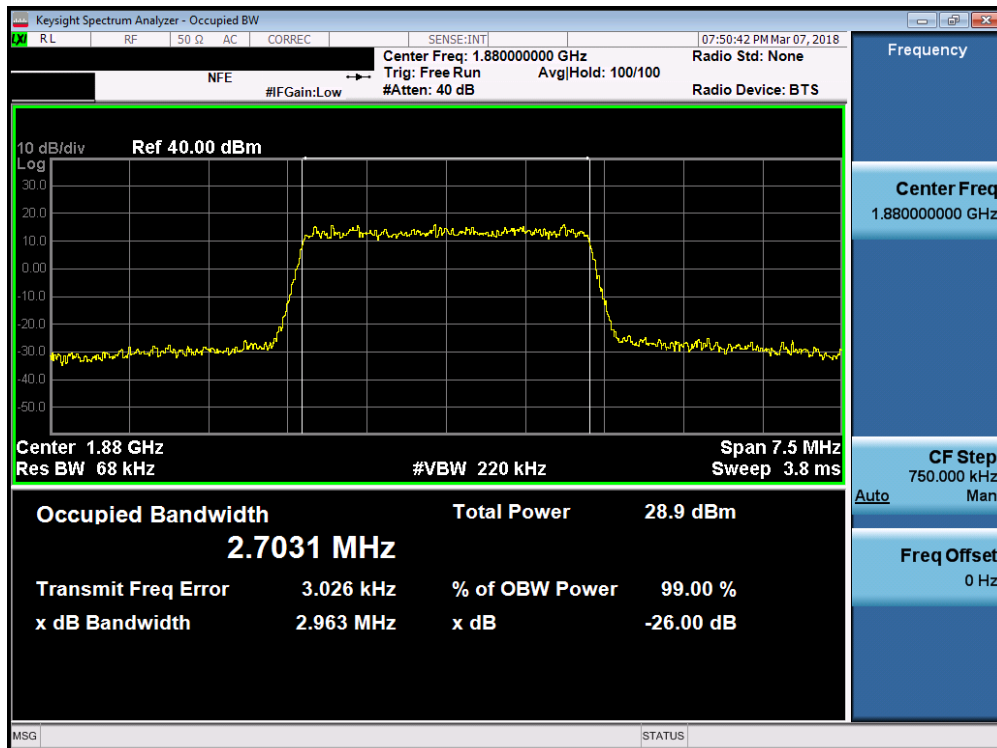 Keysight Spectrum Analyzer - Occupied BW
LXI RL RF 50 Ω AC CORREC SENSE:INT 07:50:42 PM Mar 07, 2018
Center Freq: 1.880000000 GHz Radio Std: None
NFE Trig: Free Run Avg|Hold: 100/100
#IFGain:Low #Atten: 40 dB Radio Device: BTS
10 dB/div Ref 40.00 dBm
Log
30.0
20.0
10.0
0.00
-10.0
-20.0
-30.0
-40.0
-50.0
Center 1.88 GHz Span 7.5 MHz
Res BW 68 kHz #VBW 220 kHz Sweep 3.8 ms
Occupied Bandwidth Total Power 28.9 dBm
2.7031 MHz
Transmit Freq Error 3.026 kHz % of OBW Power 99.00 %
x dB Bandwidth 2.963 MHz x dB -26.00 dB
Frequency
Center Freq
1.880000000 GHz
CF Step
750.000 kHz
Auto Man
Freq Offset
0 Hz
MSG STATUS